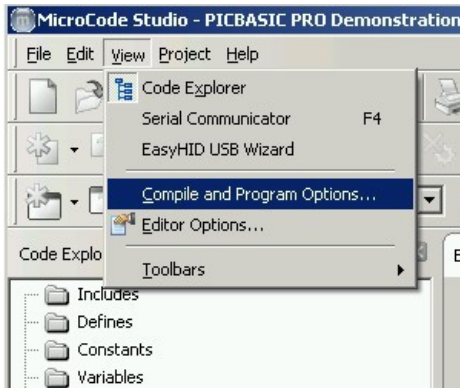 MicroCode Studio - PICBASIC PRO Demonstration
File Edit View Project Help
Code Explorer
Serial Communicator F4
EasyHID USB Wizard
Compile and Program Options...
Editor Options...
Toolbars
Code Explo
Includes
Defines
Constants
Variables